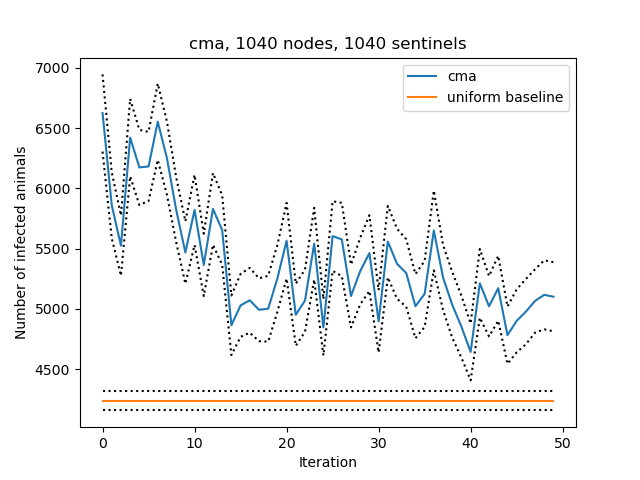 cma, 1040 nodes, 1040 sentinels
cma
uniform baseline
Number of infected animals
7000
6500
6000
5500
5000
4500
0 10 20 30 40 50
Iteration